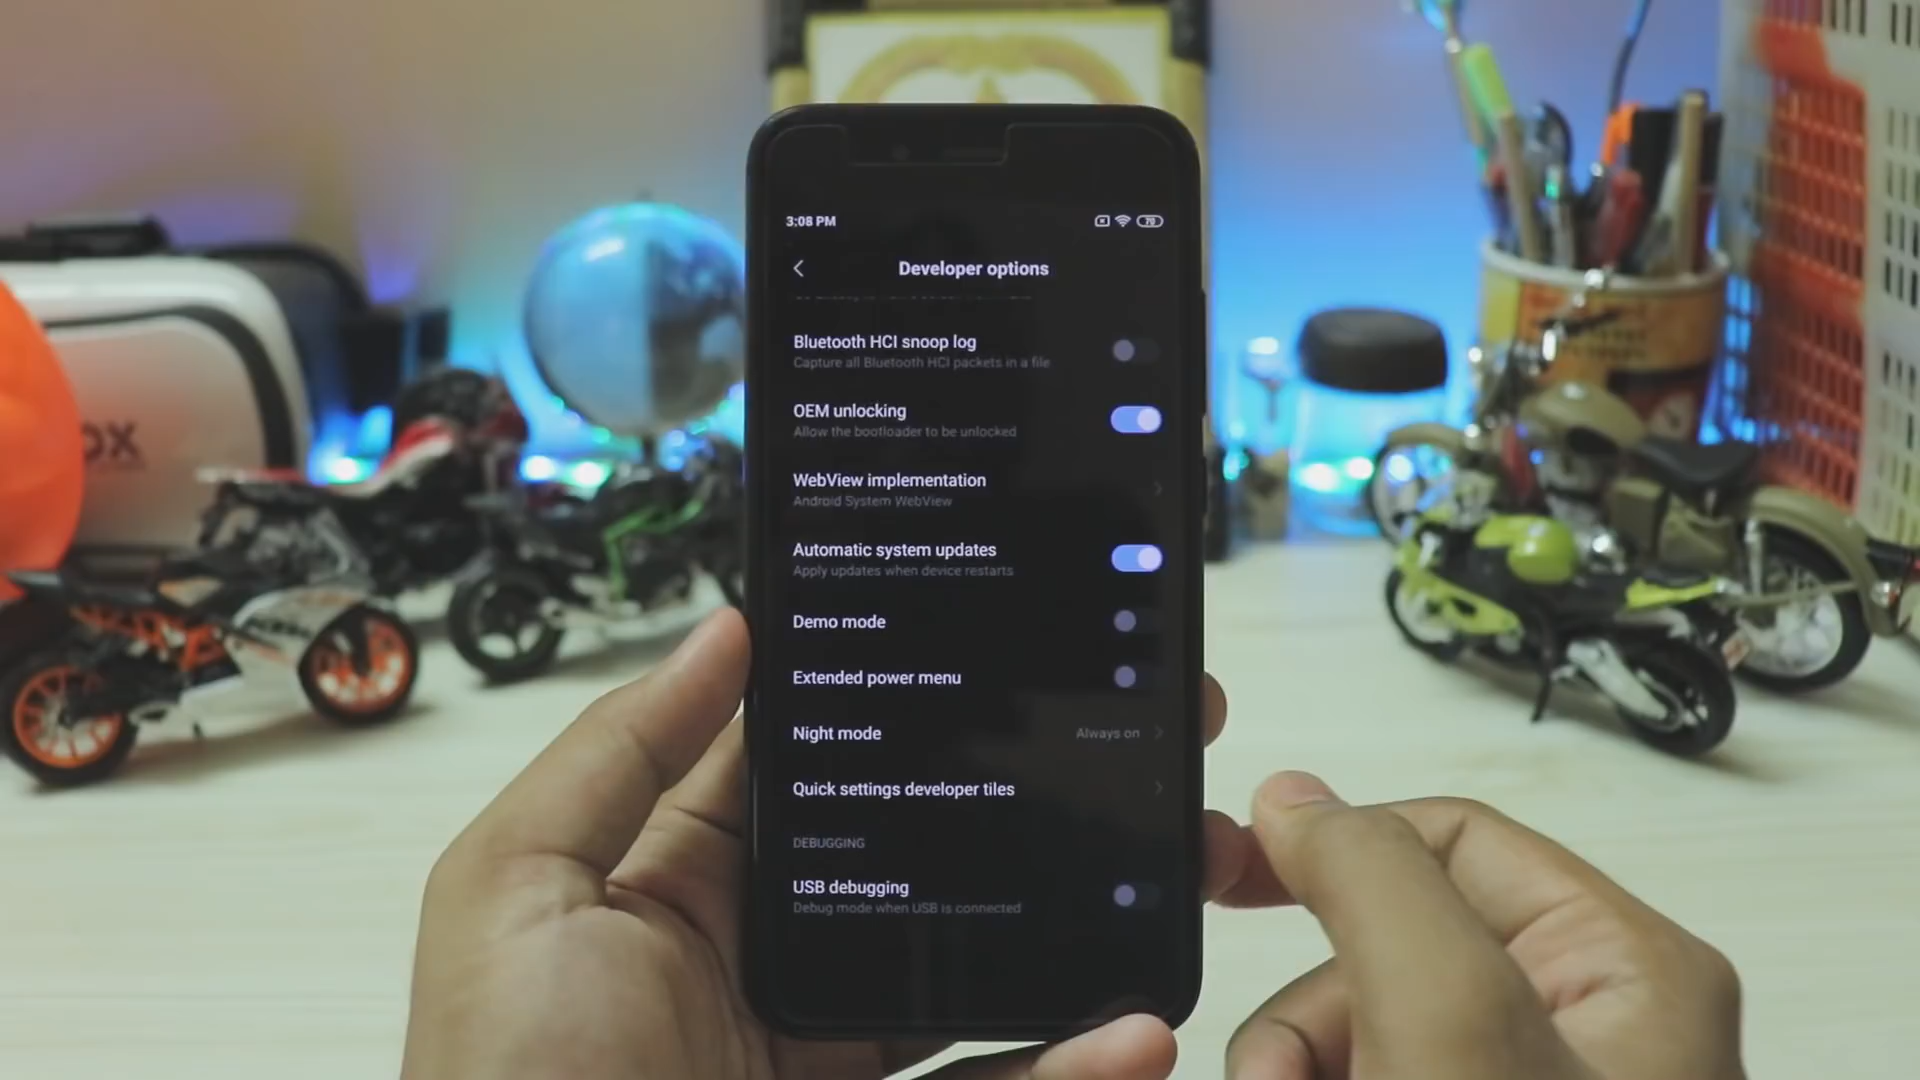 3:08 PM
70
Developer options
Bluetooth HCI snoop log
Capture all Bluetooth HCI packets in a file
OEM unlocking
Allow the bootloader to be unlocked
WebView implementation
Android System WebView
Automatic system updates
Apply updates when device restarts
Demo mode
Extended power menu
Night mode
Always on
Quick settings developer tiles
DEBUGGING
USB debugging
Debug mode when USB is connected
OX